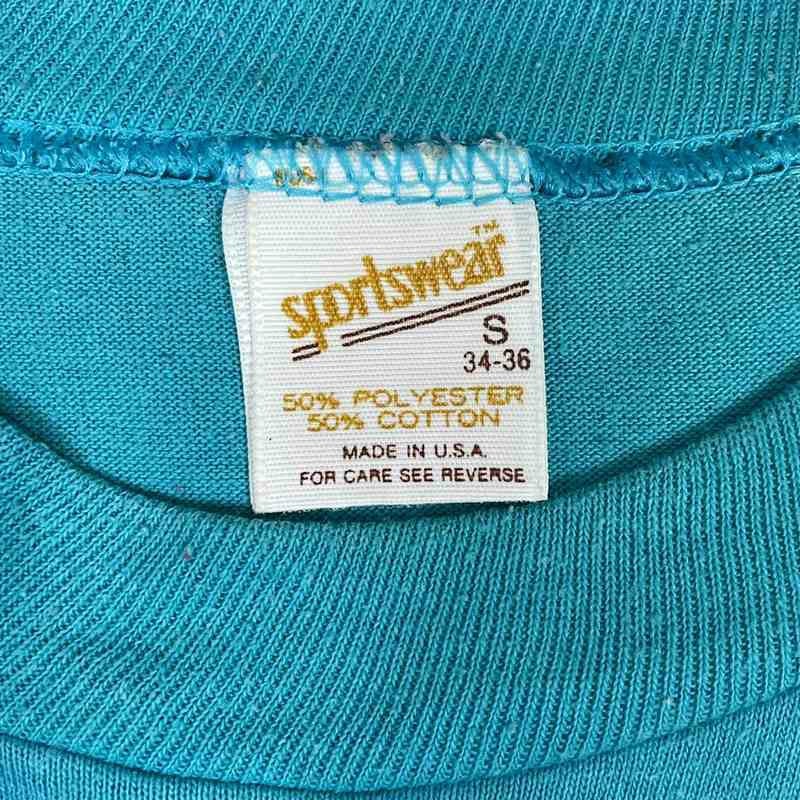 sportswear™
S
34-36
50% POLYESTER
50% COTTON
MADE IN U.S.A.
FOR CARE SEE REVERSE